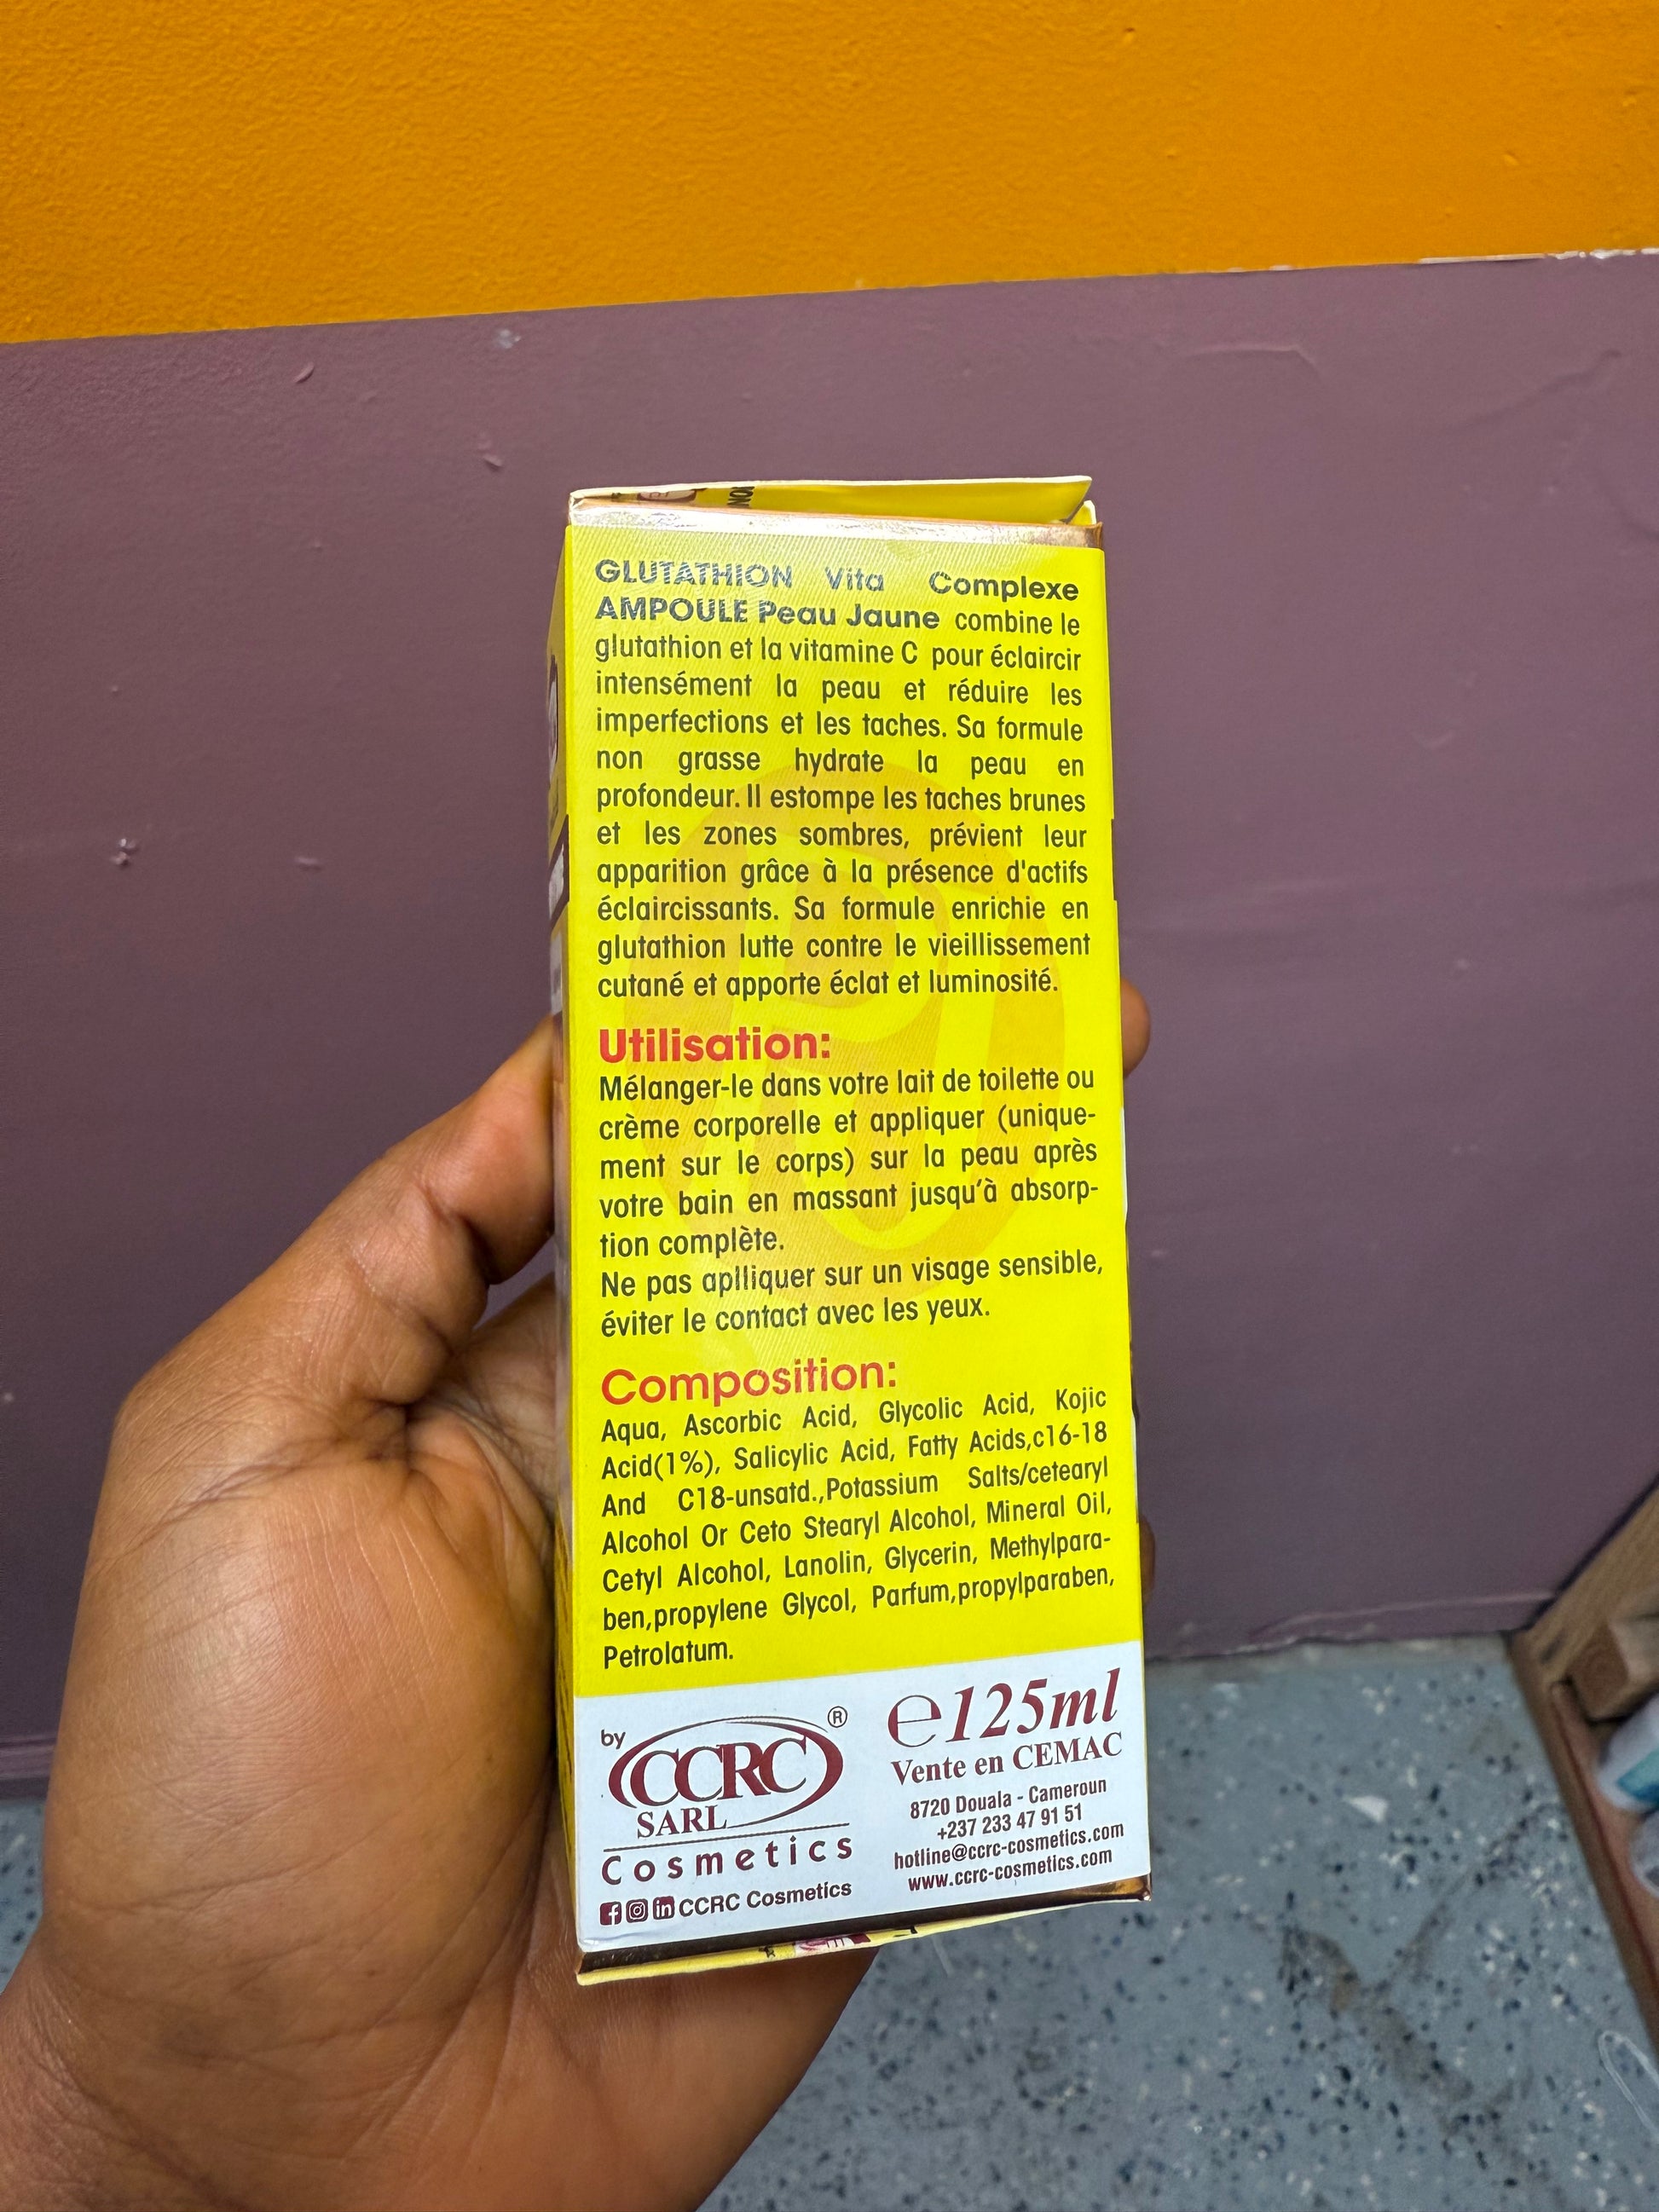 GLUTATHION Vita Complexe
AMPOULE Peau Jaune combine le
glutathion et la vitamine C pour éclaircir
intensément la peau et réduire les
imperfections et les taches. Sa formule
non grasse hydrate la peau en
profondeur. Il estompe les taches brunes
et les zones sombres, prévient leur
apparition grâce à la présence d'actifs
éclaircissants. Sa formule enrichie en
glutathion lutte contre le vieillissement
cutané et apporte éclat et luminosité.
Utilisation:
Mélanger-le dans votre lait de toilette ou
crème corporelle et appliquer (unique-
ment sur le corps) sur la peau après
votre bain en massant jusqu'à absorp-
tion complète.
Ne pas aplliquer sur un visage sensible,
éviter le contact avec les yeux.
Composition:
Aqua, Ascorbic Acid, Glycolic Acid, Kojic
Acid(1%), Salicylic Acid, Fatty Acids,c16-18
And C18-unsatd.,Potassium Salts/cetearyl
Alcohol Or Ceto Stearyl Alcohol, Mineral Oil,
Cetyl Alcohol, Lanolin, Glycerin, Methylpara-
ben,propylene Glycol, Parfum,propylparaben,
Petrolatum.
by CCRC ®
SARL
Cosmetics
CCRC Cosmetics
℮125ml
Vente en CEMAC
8720 Douala - Cameroun
+237 233 47 91 51
hotline@ccrc-cosmetics.com
www.ccrc-cosmetics.com